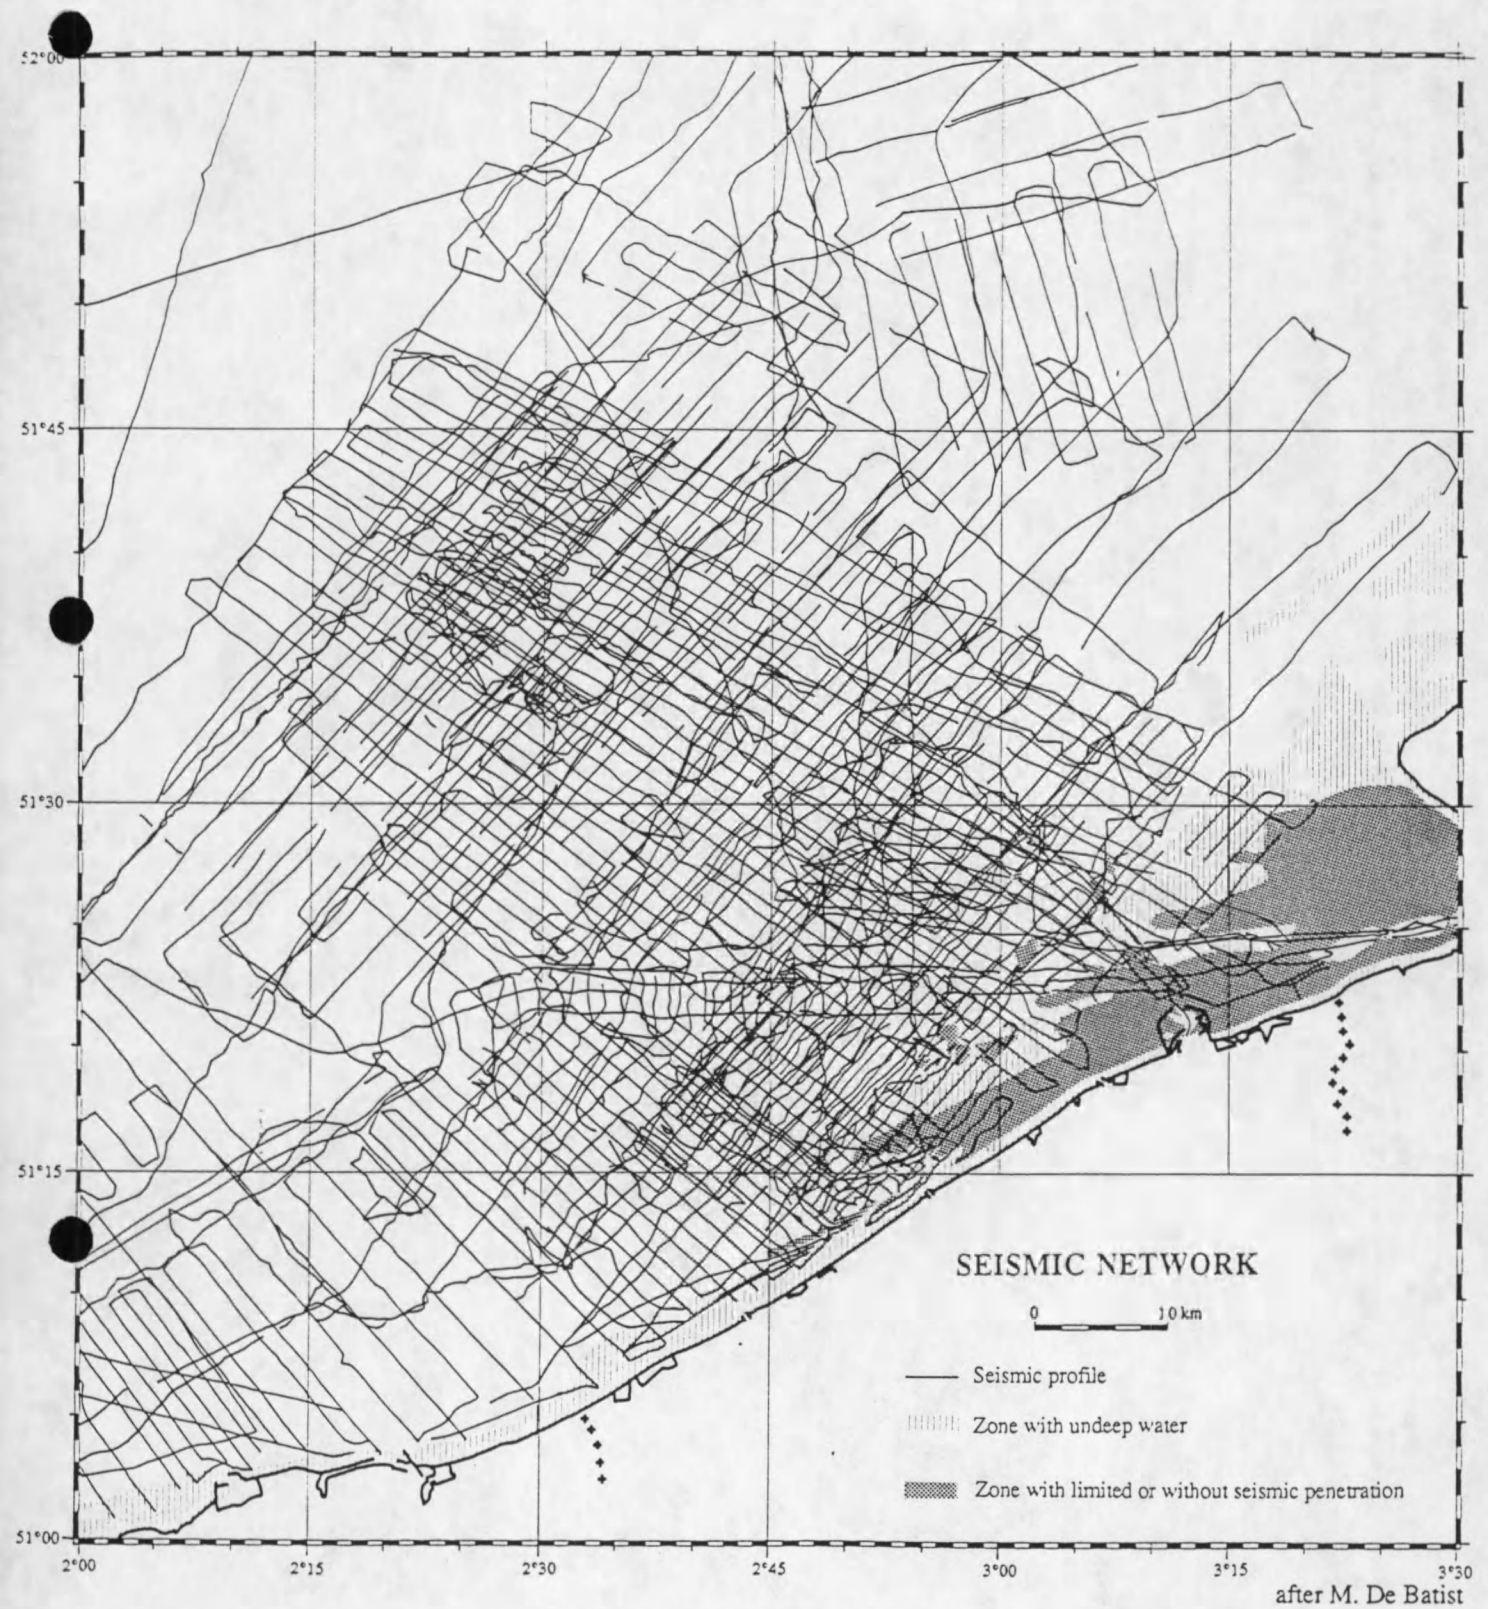 52°00
51°45
51°30
51°15
51°00
2°00
2°15
2°30
2°45
3°00
3°15
3°30
SEISMIC NETWORK
0 10 km
Seismic profile
Zone with undeep water
Zone with limited or without seismic penetration
after M. De Batist